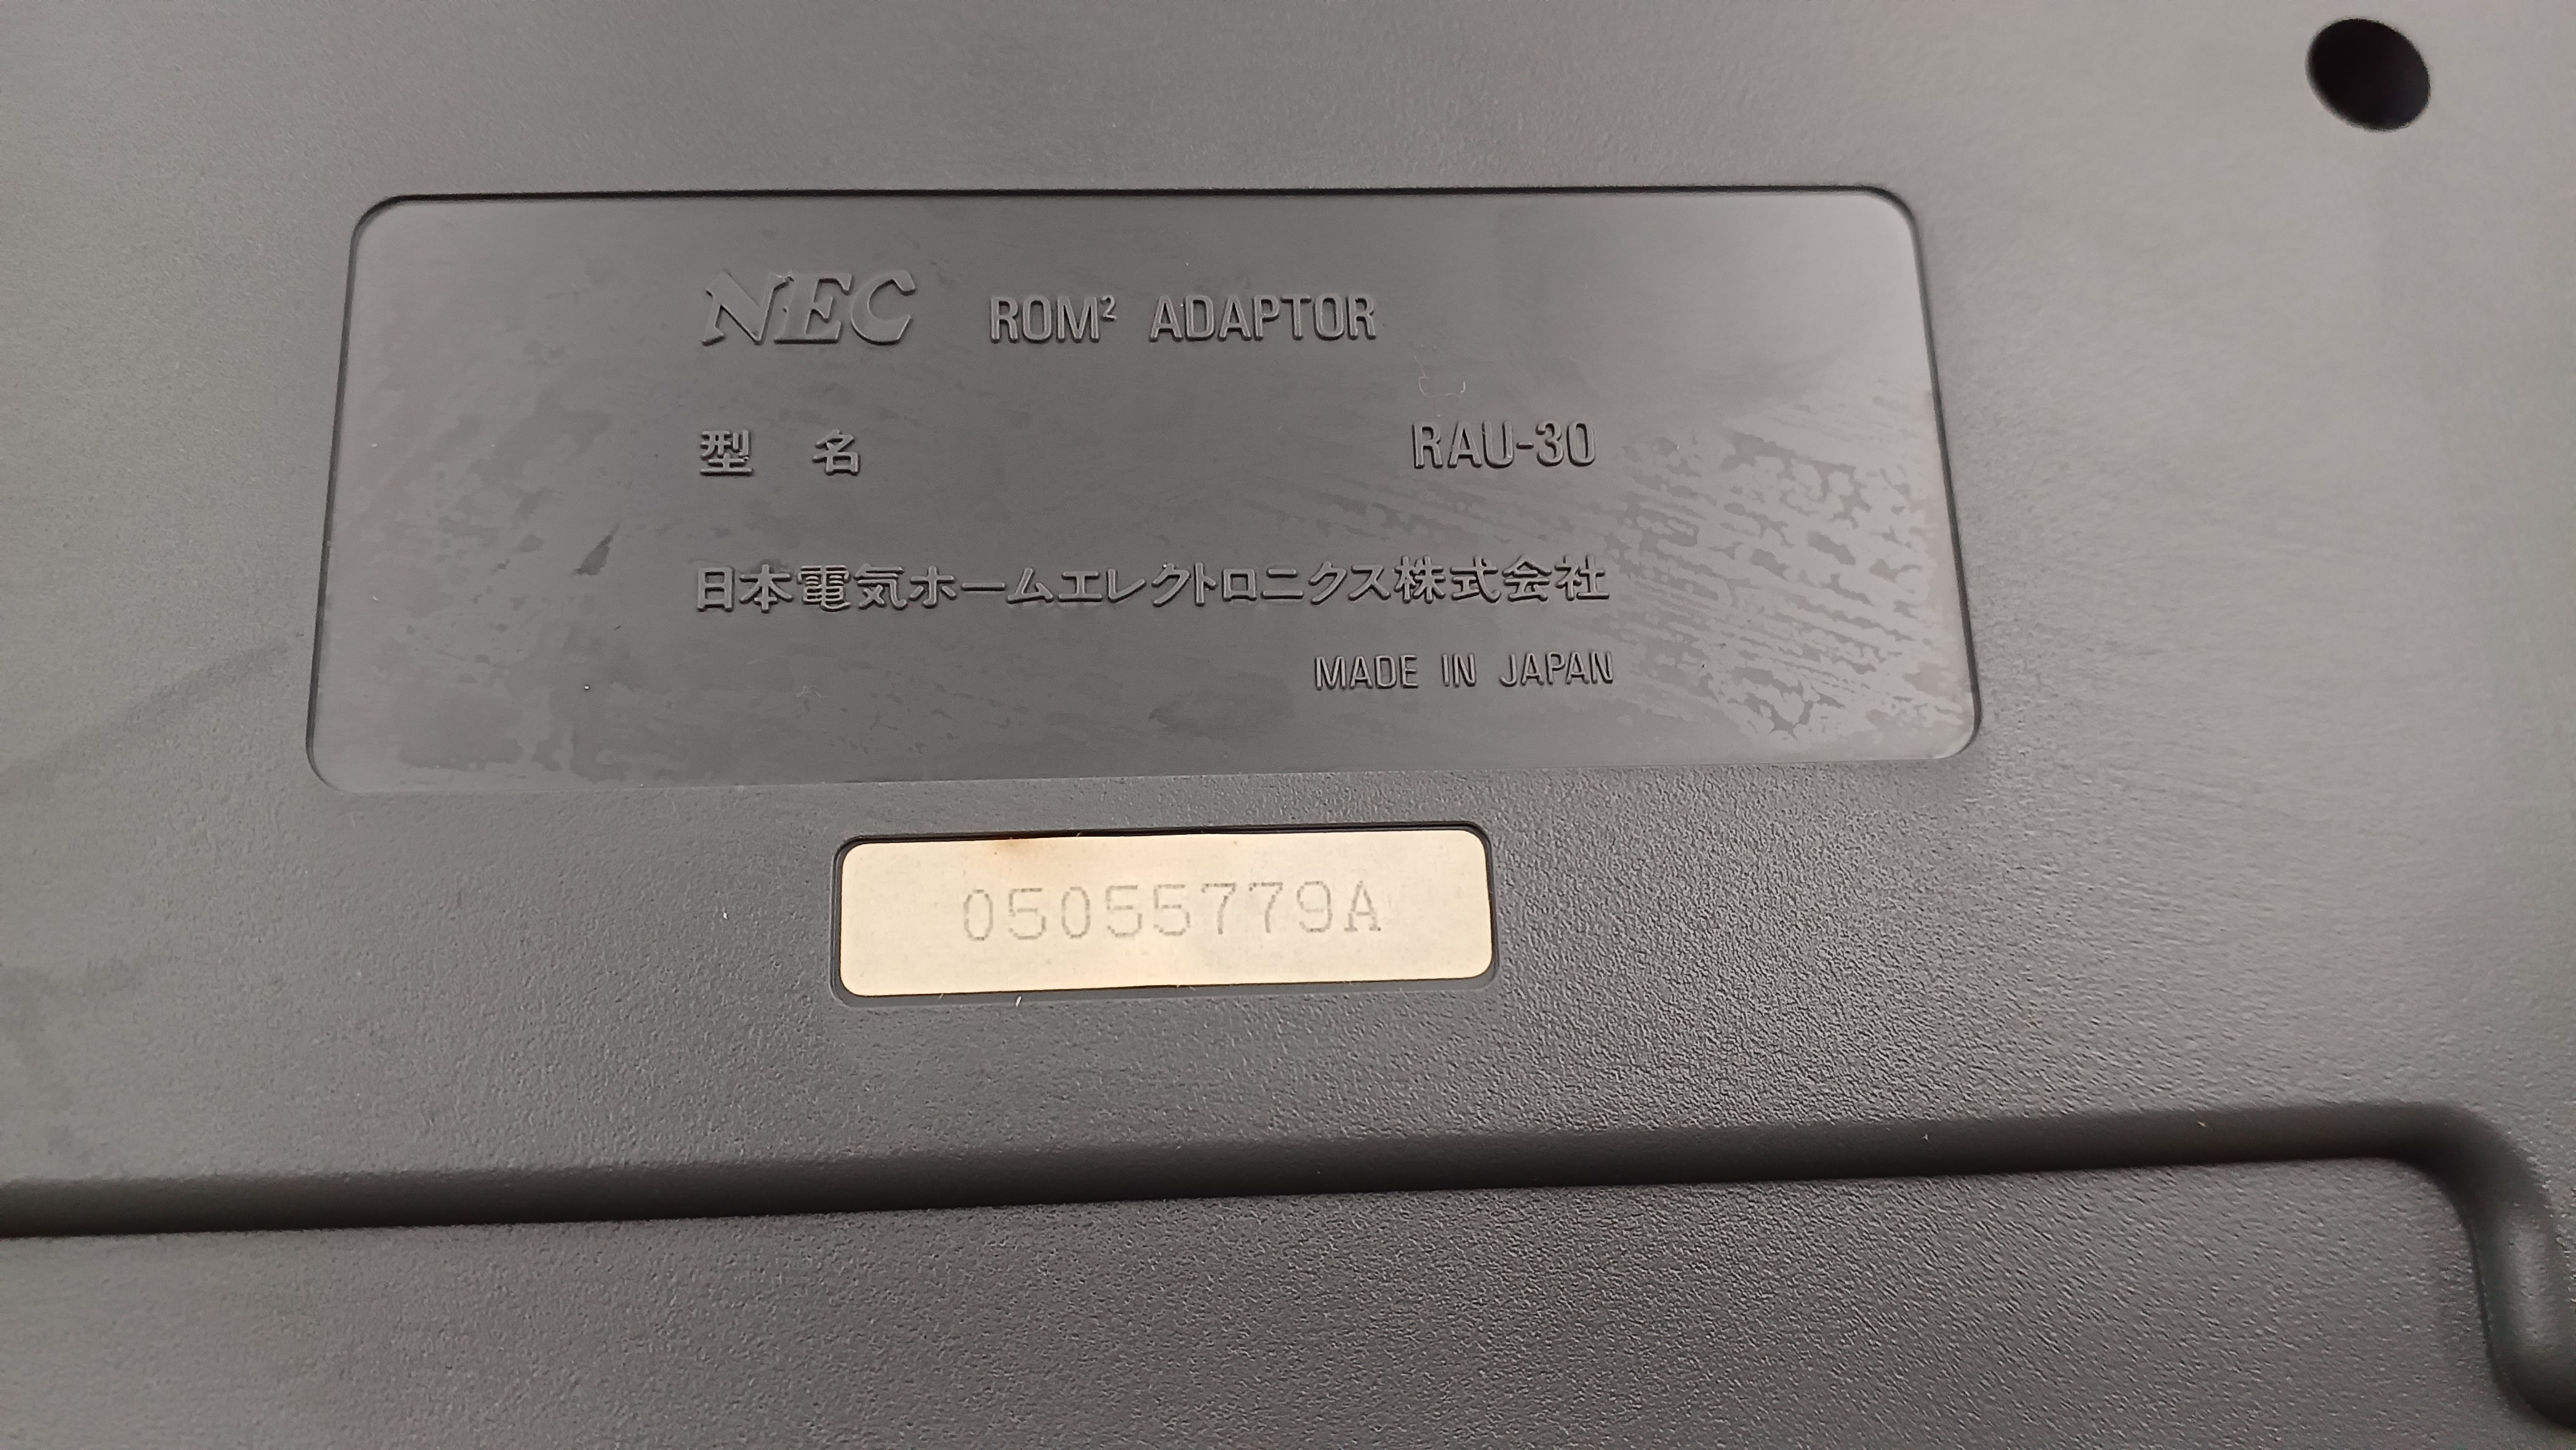 NEC ROM² ADAPTOR
型名 RAU-30
日本電気ホームエレクトロニクス株式会社
MADE IN JAPAN
05055779A